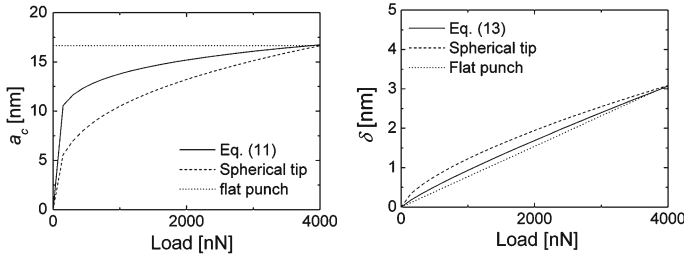 20
15
10
5
0
0
2000
4000
a_c [nm]
Load [nN]
Eq. (11)
Spherical tip
flat punch
5
4
3
2
1
0
0
2000
4000
δ [nm]
Load [nN]
Eq. (13)
Spherical tip
Flat punch